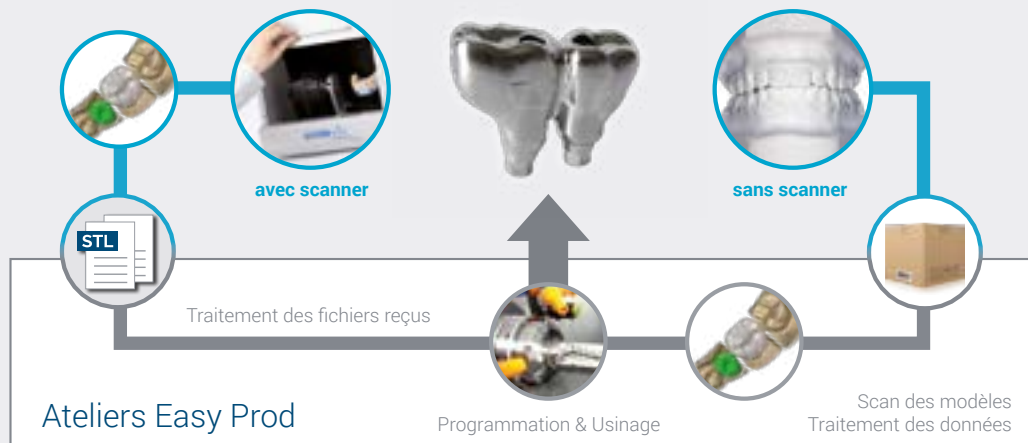 avec scanner
sans scanner
STL
Traitement des fichiers reçus
Ateliers Easy Prod
Programmation & Usinage
Scan des modèles
Traitement des données